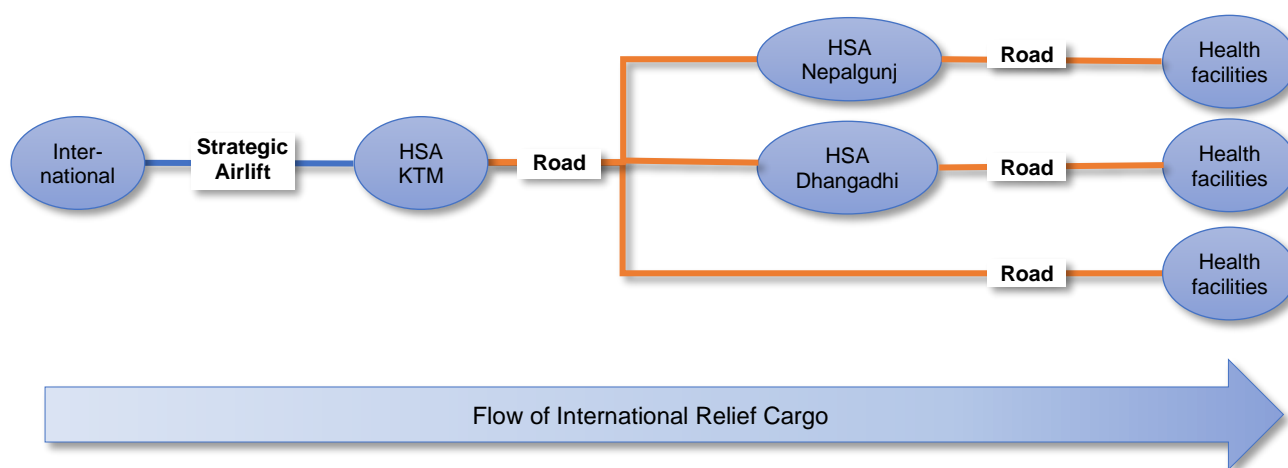 Inter-
national
Strategic
Airlift
HSA
KTM
Road
HSA
Nepalgunj
Road
Health
facilities
HSA
Dhangadhi
Road
Health
facilities
Road
Health
facilities
Flow of International Relief Cargo